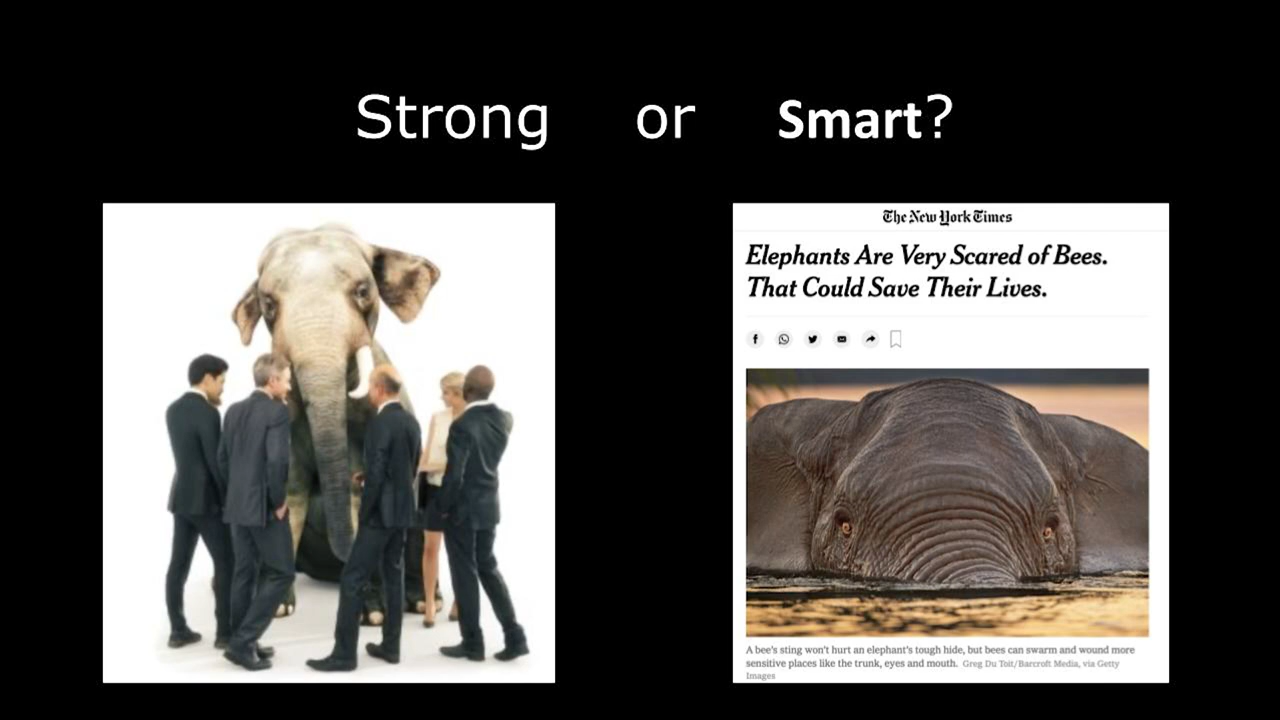 Strong or Smart?
The New York Times
Elephants Are Very Scared of Bees.
That Could Save Their Lives.
A bee's sting won't hurt an elephant's tough hide, but bees can swarm and wound more
sensitive places like the trunk, eyes and mouth. Greg Du Toit/Barcroft Media, via Getty
Images